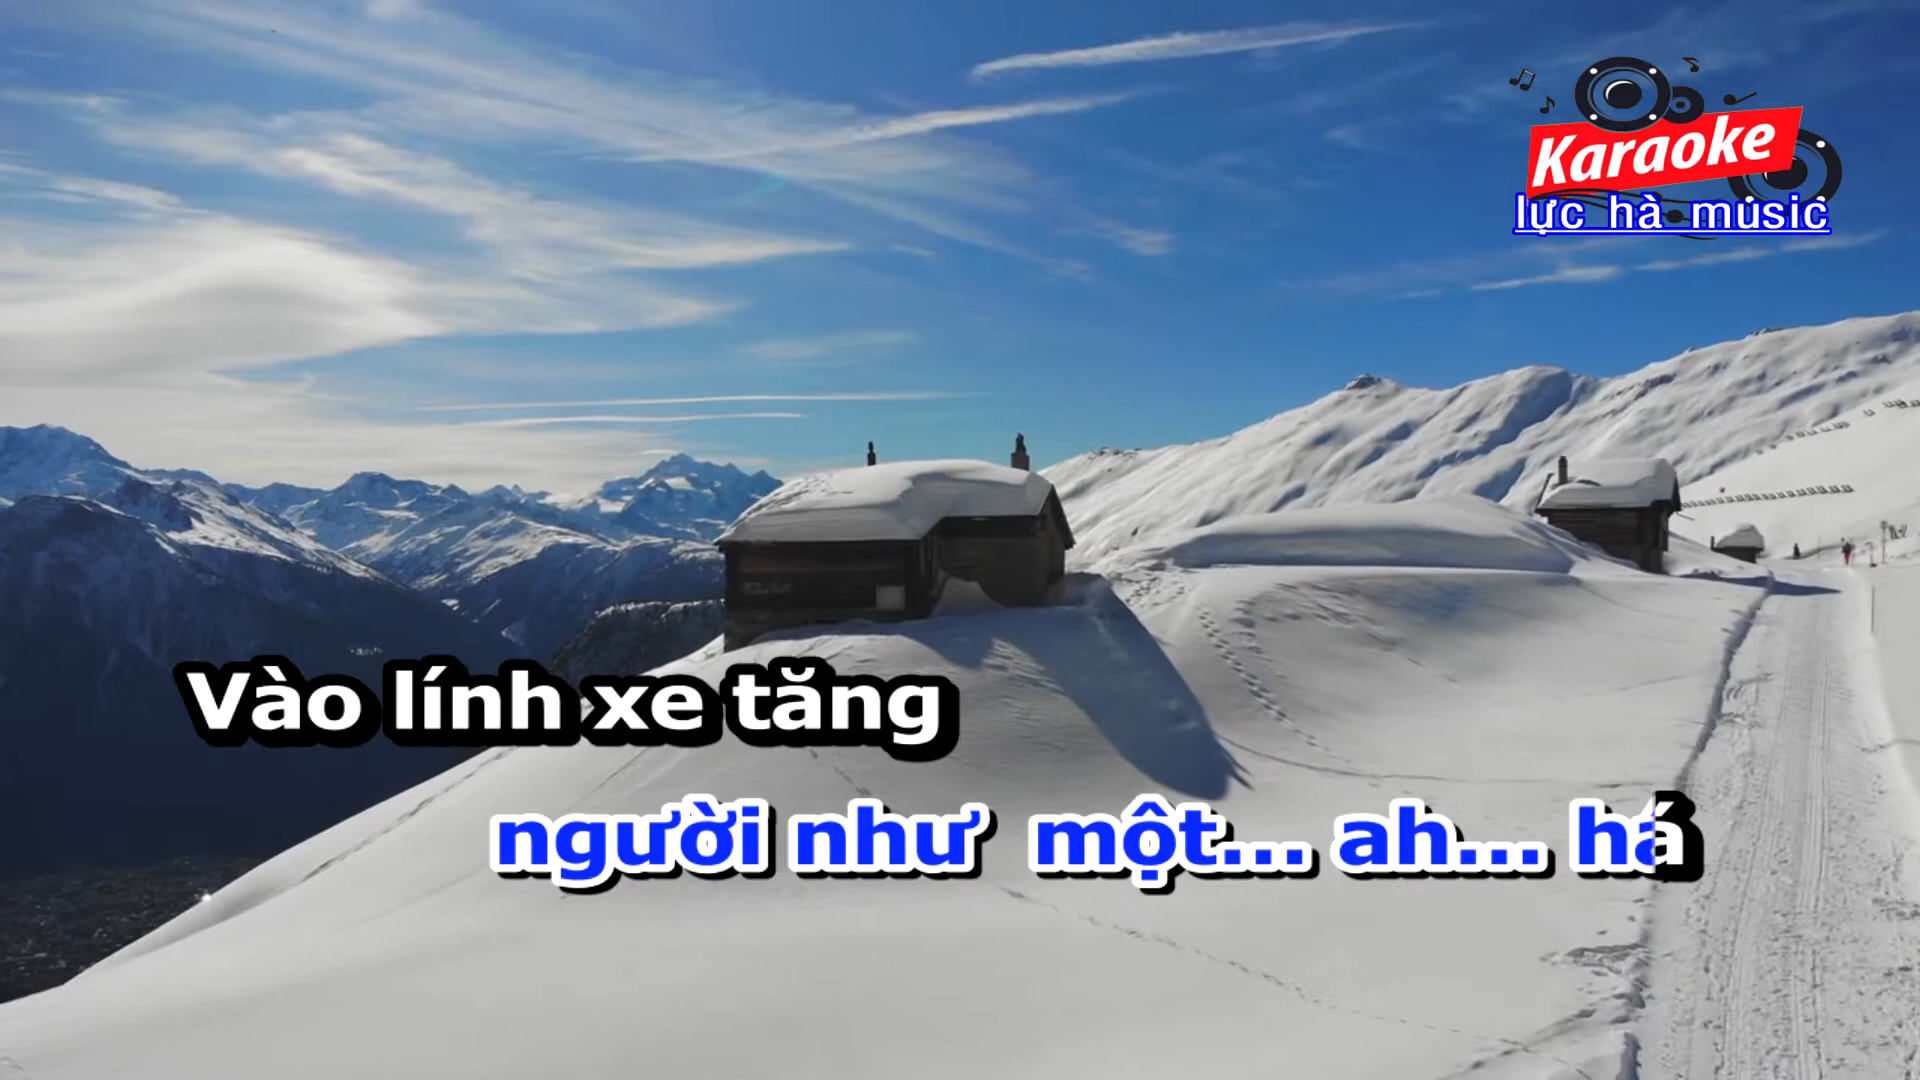 Karaoke
lực hà music
Vào lính xe tăng
người như một... ah... há